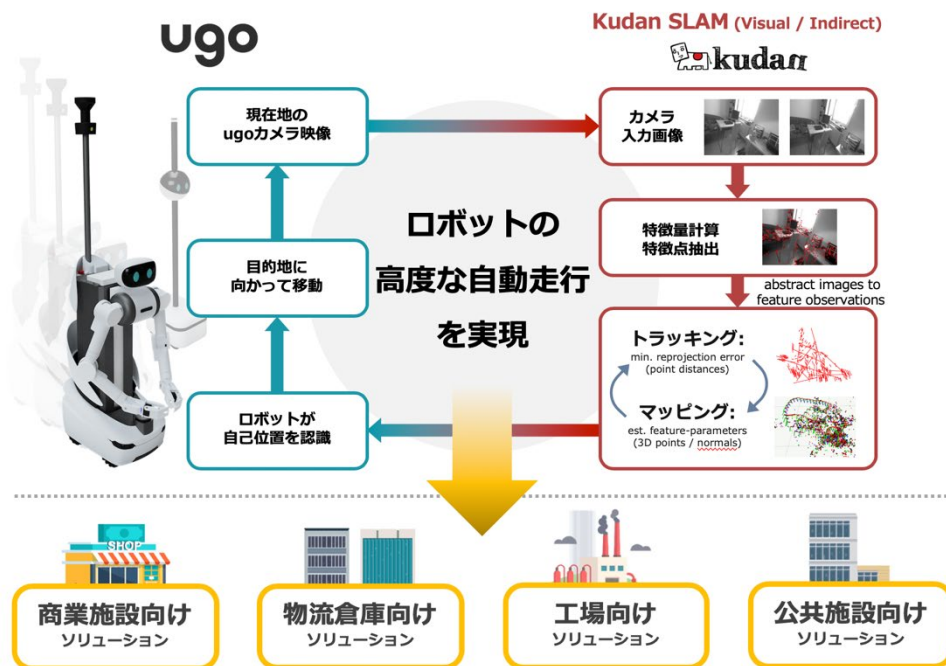 ugo
Kudan SLAM (Visual / Indirect)
kudan
現在地の
ugoカメラ映像
カメラ
入力画像
特徴量計算
特徴点抽出
abstract images to
feature observations
ロボットの
高度な自動走行
を実現
目的地に
向かって移動
トラッキング:
min. reprojection error
(point distances)
マッピング:
est. feature-parameters
(3D points / normals)
ロボットが
自己位置を認識
SHOP
商業施設向け
ソリューション
物流倉庫向け
ソリューション
工場向け
ソリューション
公共施設向け
ソリューション